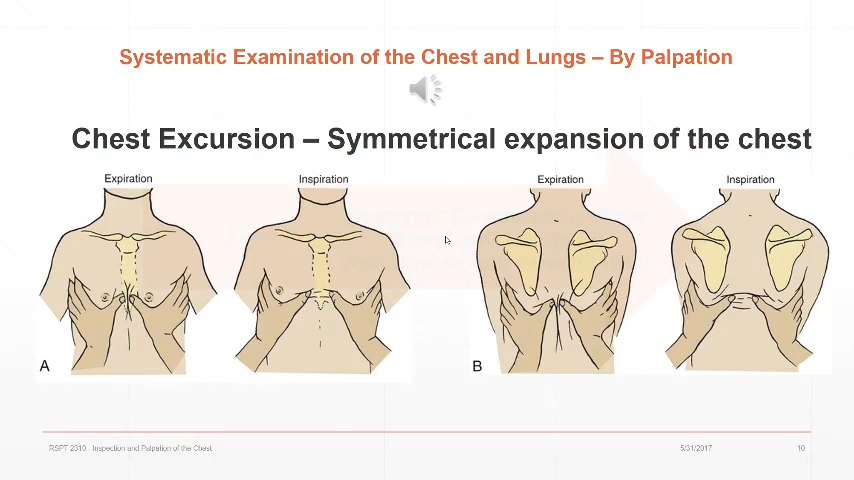 Systematic Examination of the Chest and Lungs – By Palpation
Chest Excursion – Symmetrical expansion of the chest
Expiration
Inspiration
Expiration
Inspiration
A
B
RSPT 2310 Inspection and Palpation of the Chest
5/31/2017
10